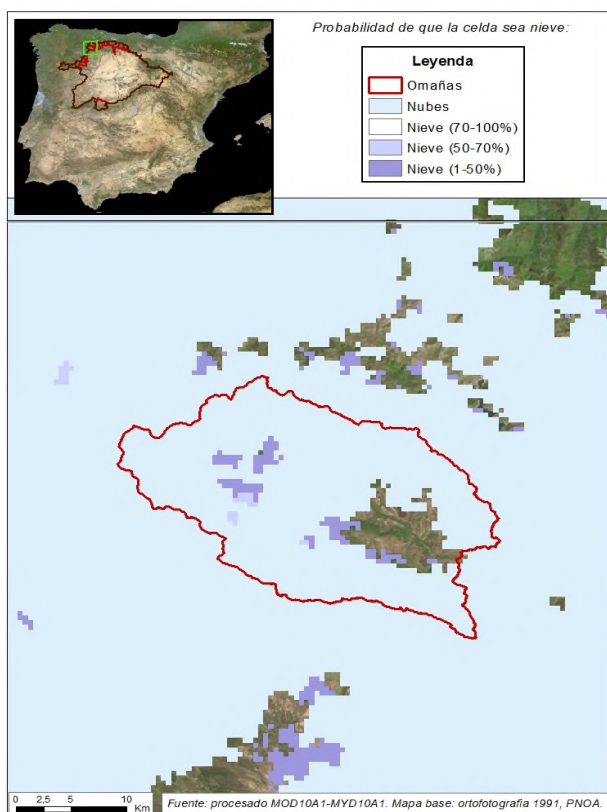 Probabilidad de que la celda sea nieve:
Leyenda
Omañas
Nubes
Nieve (70-100%)
Nieve (50-70%)
Nieve (1-50%)
0 2,5 5 10
Km
Fuente: procesado MOD10A1-MYD10A1. Mapa base: ortofotografia 1991, PNOA